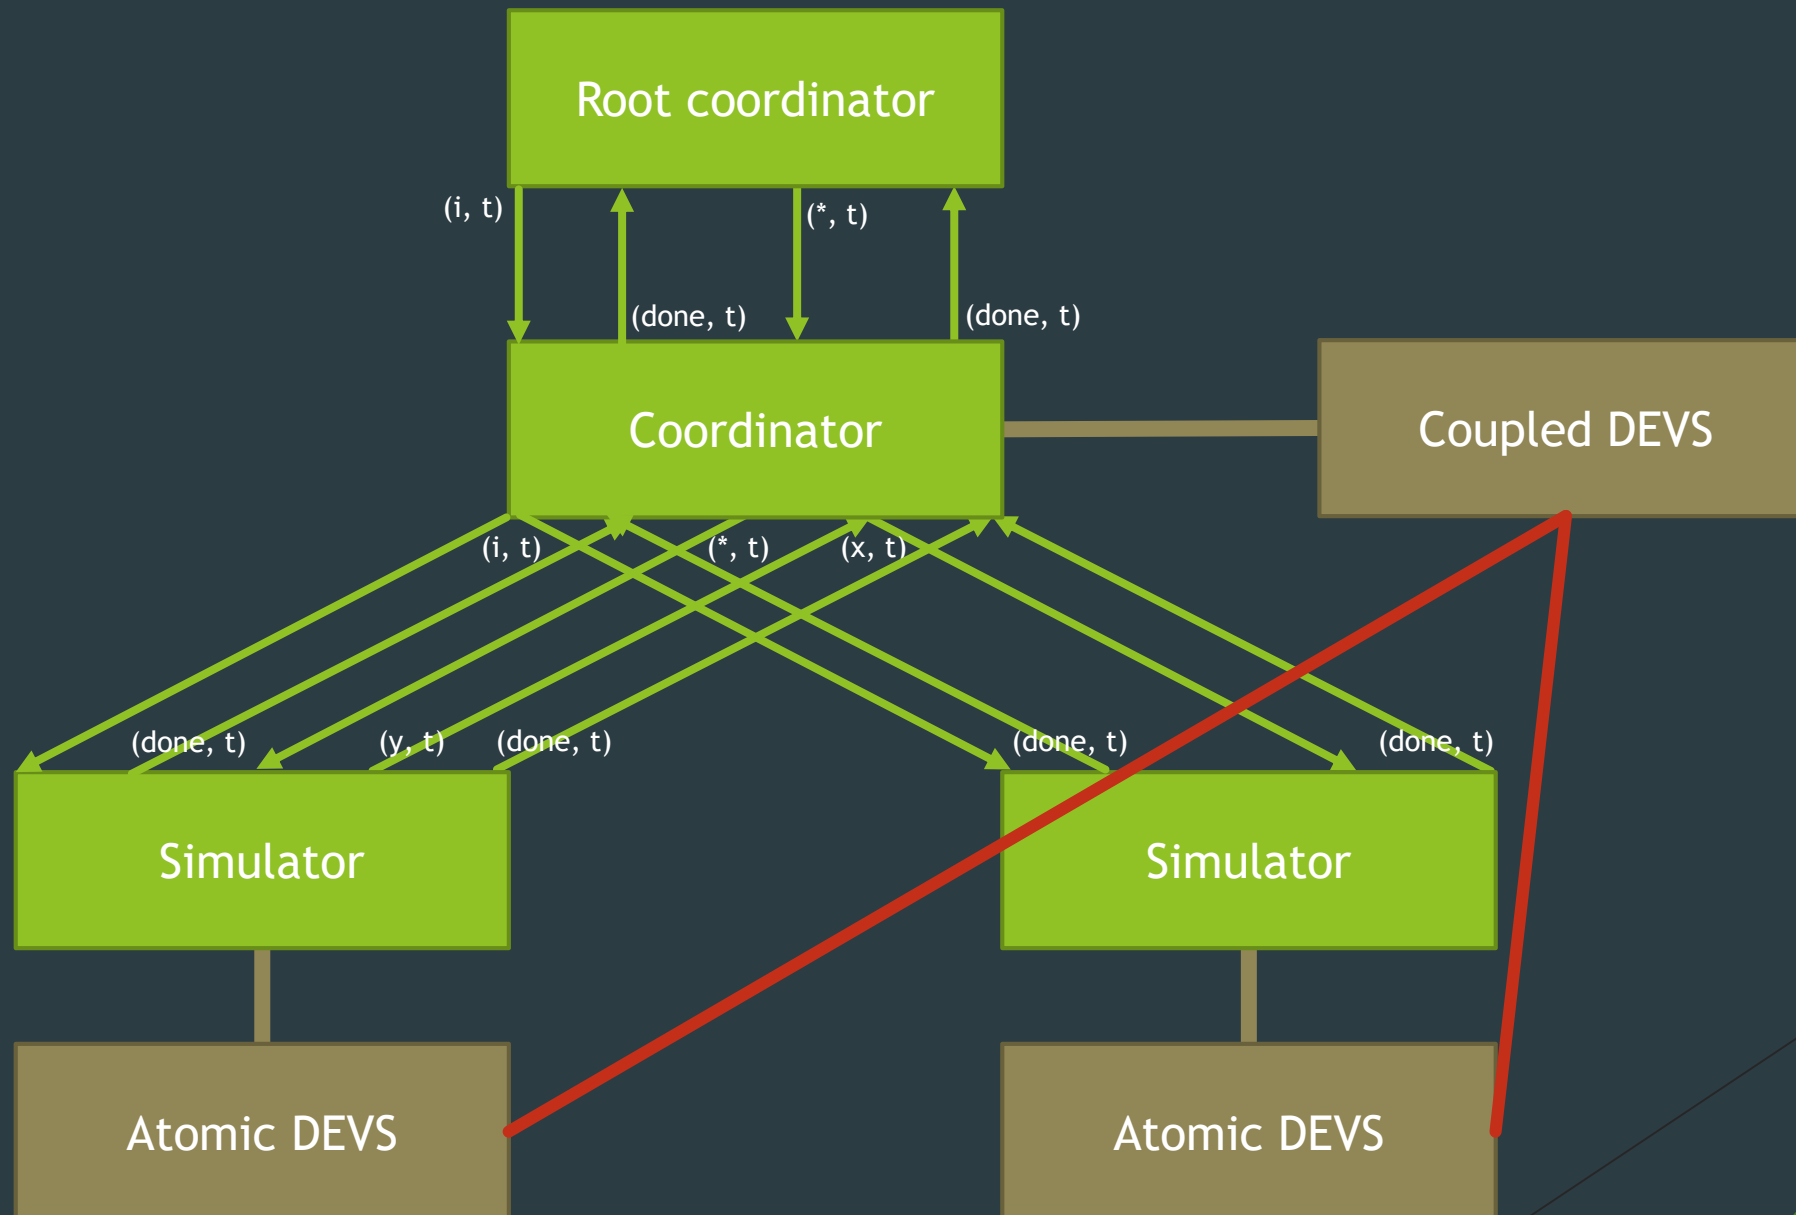 Root coordinator
(i, t)
(*, t)
(done, t)
(done, t)
Coordinator
Coupled DEVS
(i, t)
(*, t)
(x, t)
(done, t)
(y, t)
(done, t)
(done, t)
(done, t)
Simulator
Simulator
Atomic DEVS
Atomic DEVS